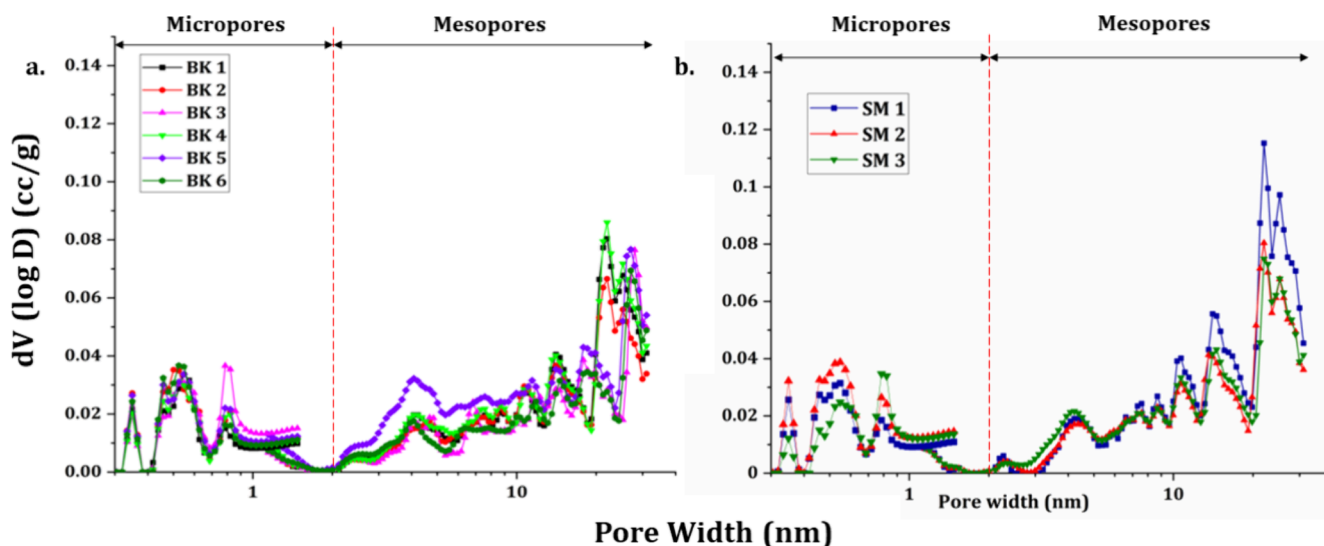 Micropores Mesopores
a.
0.14
0.12
0.10
0.08
0.06
0.04
0.02
0.00
BK 1
BK 2
BK 3
BK 4
BK 5
BK 6
1 10
dV (log D) (cc/g)
Micropores Mesopores
b.
0.14
0.12
0.1
0.08
0.06
0.04
0.02
0
SM 1
SM 2
SM 3
1 10
Pore width (nm)
Pore Width (nm)